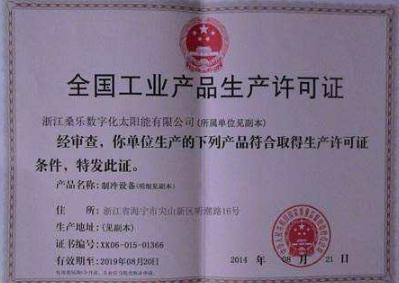 全国工业产品生产许可证
浙江桑乐数字化太阳能有限公司(所属单位见副本)
经审查，你单位生产的下列产品符合取得生产许可证
条件，特发此证。
产品名称:制冷设备(明细见副本)
住 所: 浙江省海宁市尖山新区听潮路16号
生产地址:(见副本)
证书编号:XK06-015-01366
有效期至:2019年08月20日
2014 年 08 月 21 日